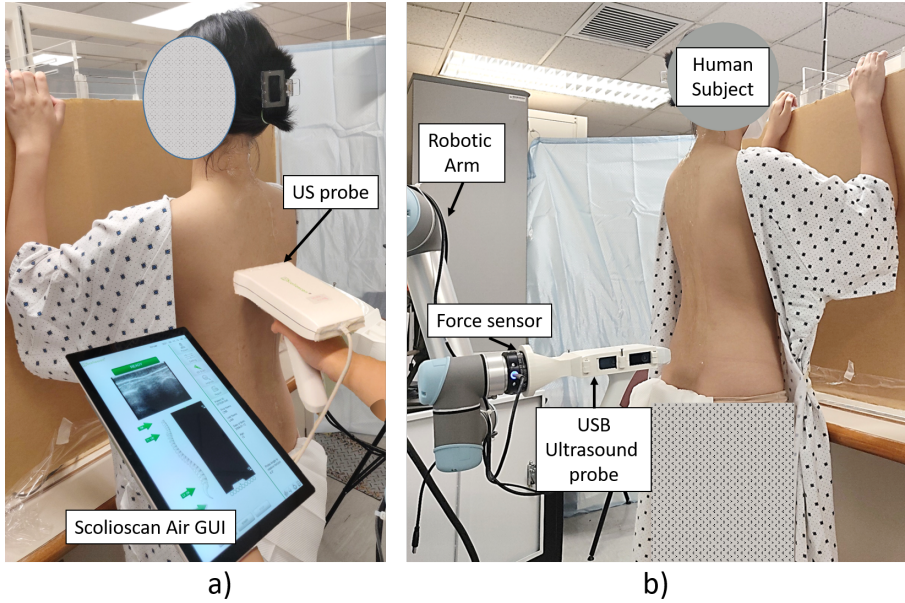 US probe
Scolioscan Air GUI
a)
Human
Subject
Robotic
Arm
Force sensor
USB
Ultrasound
probe
b)